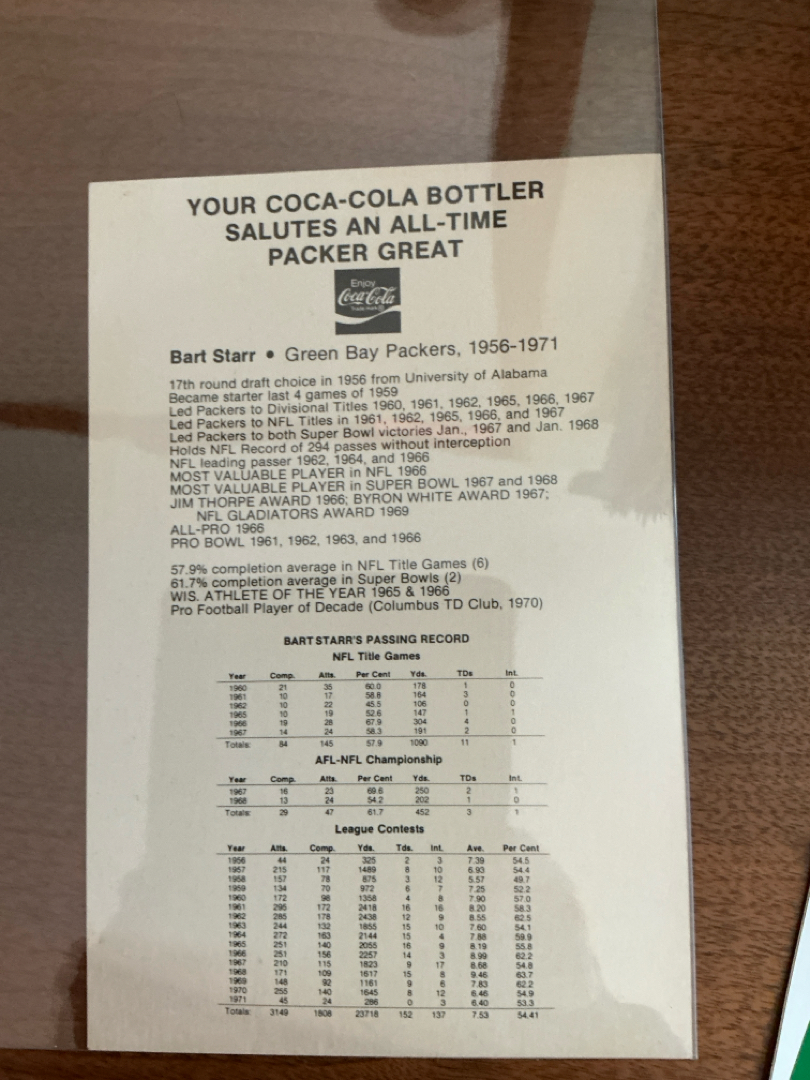 YOUR COCA-COLA BOTTLER
SALUTES AN ALL-TIME
PACKER GREAT
Enjoy
Coca-Cola
Trade mark ®
Bart Starr • Green Bay Packers, 1956-1971
17th round draft choice in 1956 from University of Alabama
Became starter last 4 games of 1959
Led Packers to Divisional Titles 1960, 1961, 1962, 1965, 1966, 1967
Led Packers to NFL Titles in 1961, 1962, 1965, 1966, and 1967
Led Packers to both Super Bowl victories Jan., 1967 and Jan. 1968
Holds NFL Record of 294 passes without interception
NFL leading passer 1962, 1964, and 1966
MOST VALUABLE PLAYER in NFL 1966
MOST VALUABLE PLAYER in SUPER BOWL 1967 and 1968
JIM THORPE AWARD 1966; BYRON WHITE AWARD 1967;
NFL GLADIATORS AWARD 1969
ALL-PRO 1966
PRO BOWL 1961, 1962, 1963, and 1966
57.9% completion average in NFL Title Games (6)
61.7% completion average in Super Bowls (2)
WIS. ATHLETE OF THE YEAR 1965 & 1966
Pro Football Player of Decade (Columbus TD Club, 1970)
BART STARR'S PASSING RECORD
NFL Title Games
Year Comp. Atts. Per Cent Yds. TDs Int.
1960 21 35 60.0 178 1 0
1961 10 17 58.8 164 3 0
1962 10 22 45.5 106 0 0
1965 10 19 52.6 147 1 1
1966 19 28 67.9 304 4 0
1967 14 24 58.3 191 2 0
Totals: 84 145 57.9 1090 11 1
AFL-NFL Championship
Year Comp. Atts. Per Cent Yds. TDs Int.
1967 16 23 69.6 250 2 1
1968 13 24 54.2 202 1 0
Totals: 29 47 61.7 452 3 1
League Contests
Year Atts. Comp. Yds. Tds. Int. Ave. Per Cent
1956 44 24 325 2 3 7.39 54.5
1957 215 117 1489 8 10 6.93 54.4
1958 157 78 875 3 12 5.57 49.7
1959 134 70 972 6 7 7.25 52.2
1960 172 98 1358 4 8 7.90 57.0
1961 295 172 2418 16 16 8.20 58.3
1962 285 178 2438 12 9 8.55 62.5
1963 244 132 1855 15 10 7.60 54.1
1964 272 163 2144 15 4 7.88 59.9
1965 251 140 2055 16 9 8.19 55.8
1966 251 156 2257 14 3 8.99 62.2
1967 210 115 1823 9 17 8.68 54.8
1968 171 109 1617 15 8 9.46 63.7
1969 148 92 1161 9 6 7.83 62.2
1970 255 140 1645 8 12 6.46 54.9
1971 45 24 286 0 3 6.40 53.3
Totals: 3149 1808 23718 152 137 7.53 54.41